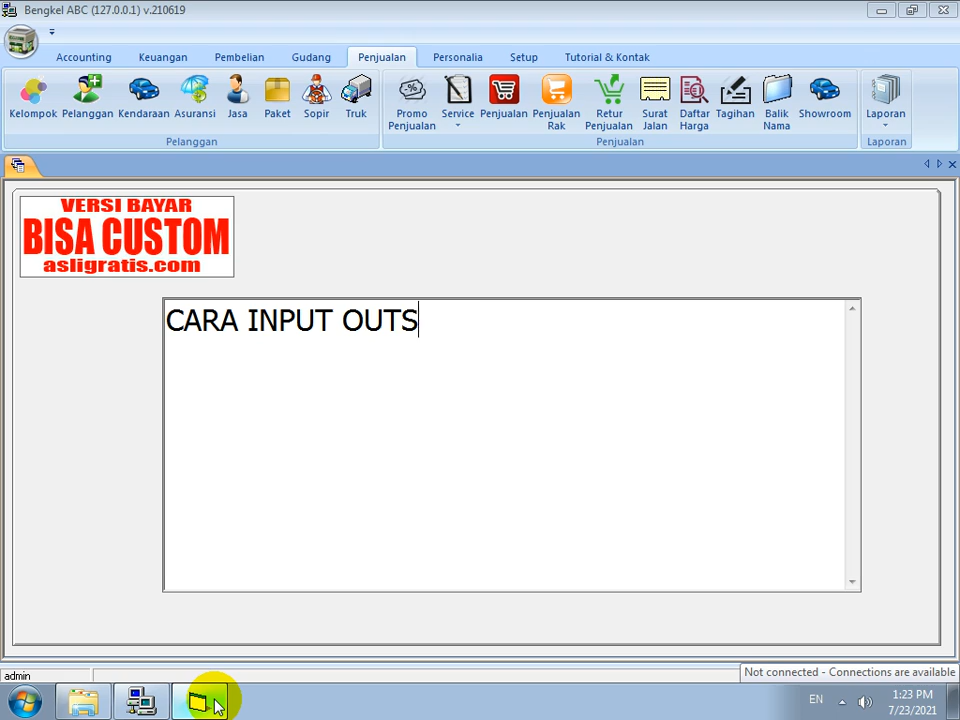 Bengkel ABC (127.0.0.1) v.210619
Accounting Keuangan Pembelian Gudang Penjualan Personalia Setup Tutorial & Kontak
Kelompok Pelanggan Kendaraan Asuransi Jasa Paket Sopir Truk Promo Penjualan Service Penjualan Penjualan Rak Retur Penjualan Surat Jalan Daftar Harga Tagihan Balik Nama Showroom Laporan
Pelanggan Penjualan Laporan
VERSI BAYAR
BISA CUSTOM
asligratis.com
CARA INPUT OUTS
admin
Not connected - Connections are available
EN 1:23 PM
7/23/2021